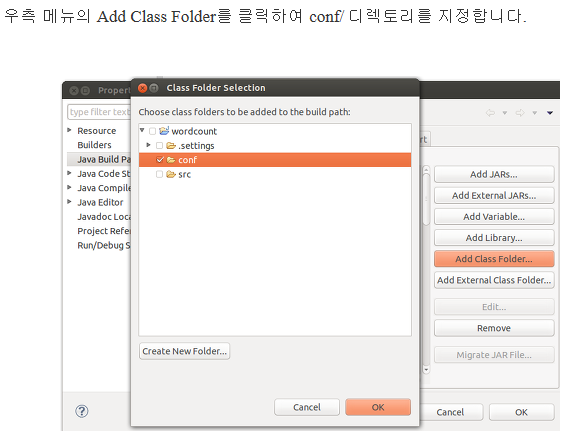 우측 메뉴의 Add Class Folder를 클릭하여 conf/ 디렉토리를 지정합니다.
Propert
Class Folder Selection
type filter text
Choose class folders to be added to the build path:
Resource
Builders
Java Build Pa
Java Code St
Java Compile
Java Editor
Javadoc Loca
Project Refer
Run/Debug S
wordcount
.settings
conf
src
rt
Add JARs...
Add External JARs...
Add Variable...
Add Library...
Add Class Folder...
Add External Class Folder...
Edit...
Remove
Migrate JAR File...
Create New Folder...
Cancel
OK
?
Cancel
OK